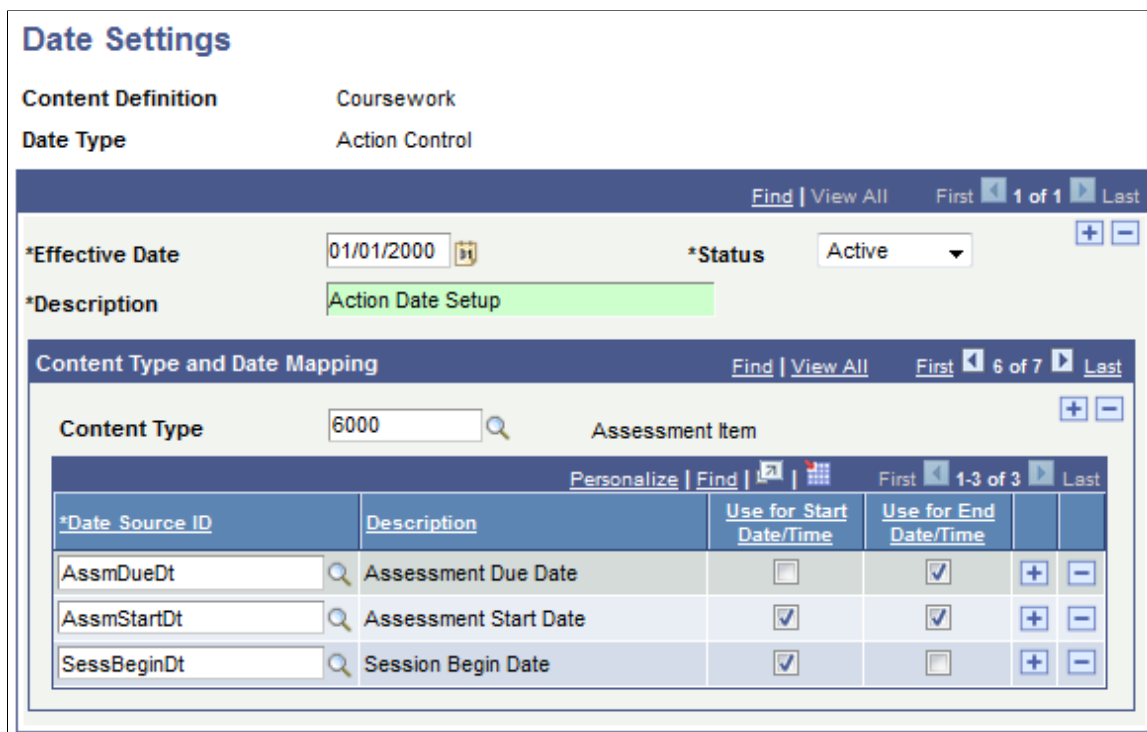 Date Settings
Content Definition Coursework
Date Type Action Control
Find | View All First 1 of 1 Last
*Effective Date 01/01/2000 *Status Active
*Description Action Date Setup
Content Type and Date Mapping Find | View All First 6 of 7 Last
Content Type 6000 Assessment Item
Personalize | Find | | First 1-3 of 3 Last
*Date Source ID Description Use for Start Date/Time Use for End Date/Time
AssmDueDt Assessment Due Date
AssmStartDt Assessment Start Date
SessBeginDt Session Begin Date